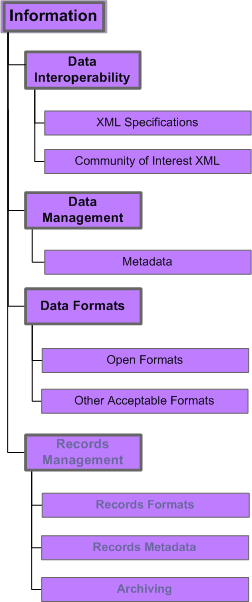 Information
Data
Interoperability
XML Specifications
Community of Interest XML
Data
Management
Metadata
Data Formats
Open Formats
Other Acceptable Formats
Records
Management
Records Formats
Records Metadata
Archiving